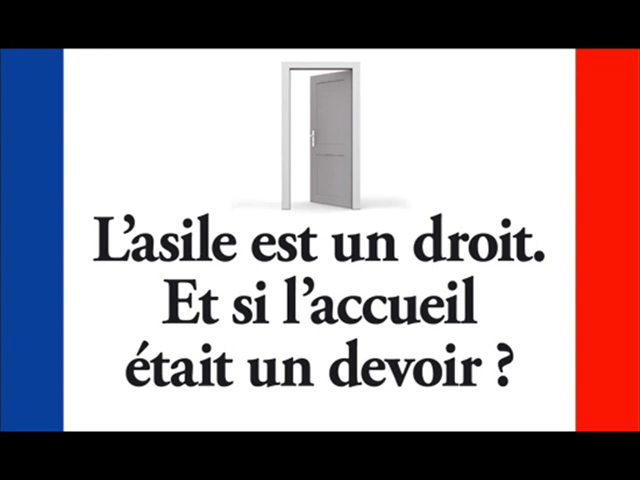 L’asile est un droit.
Et si l’accueil
était un devoir ?